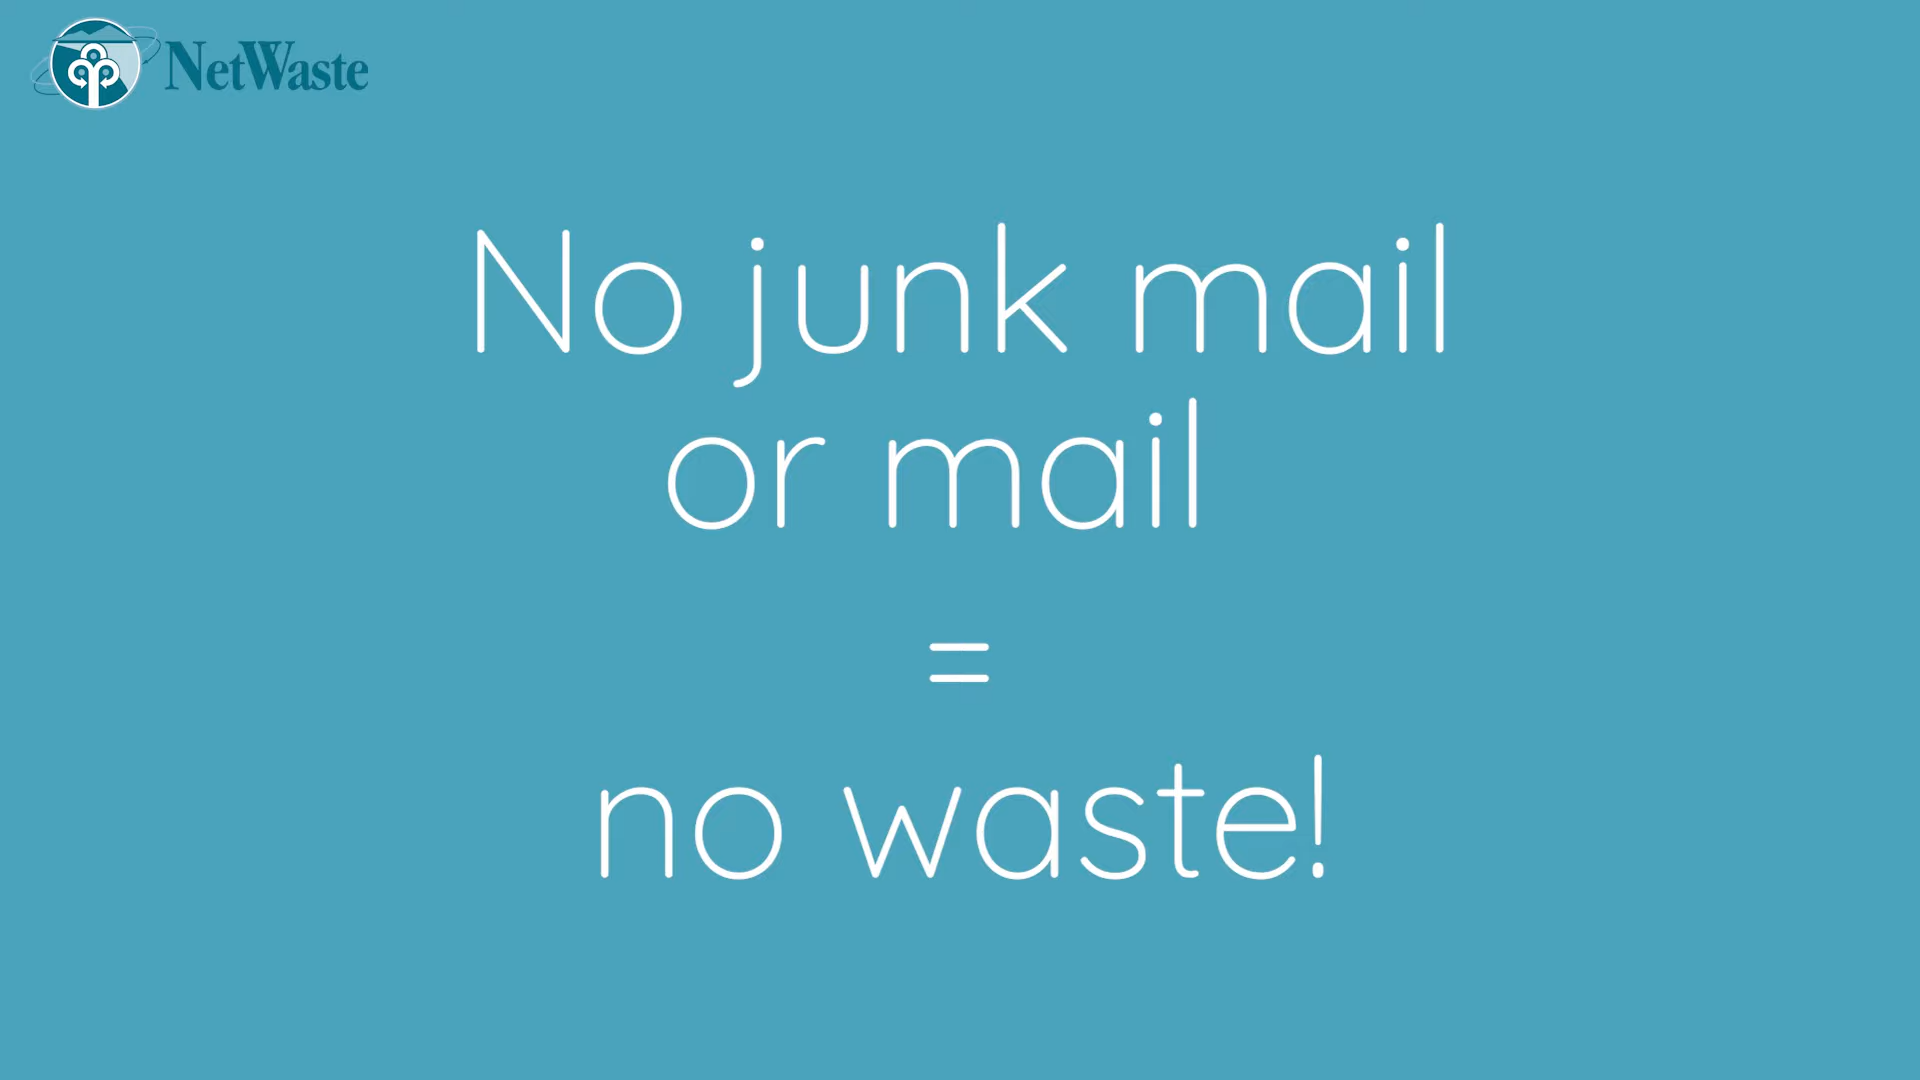 NetWaste
No junk mail
or mail
=
no waste!